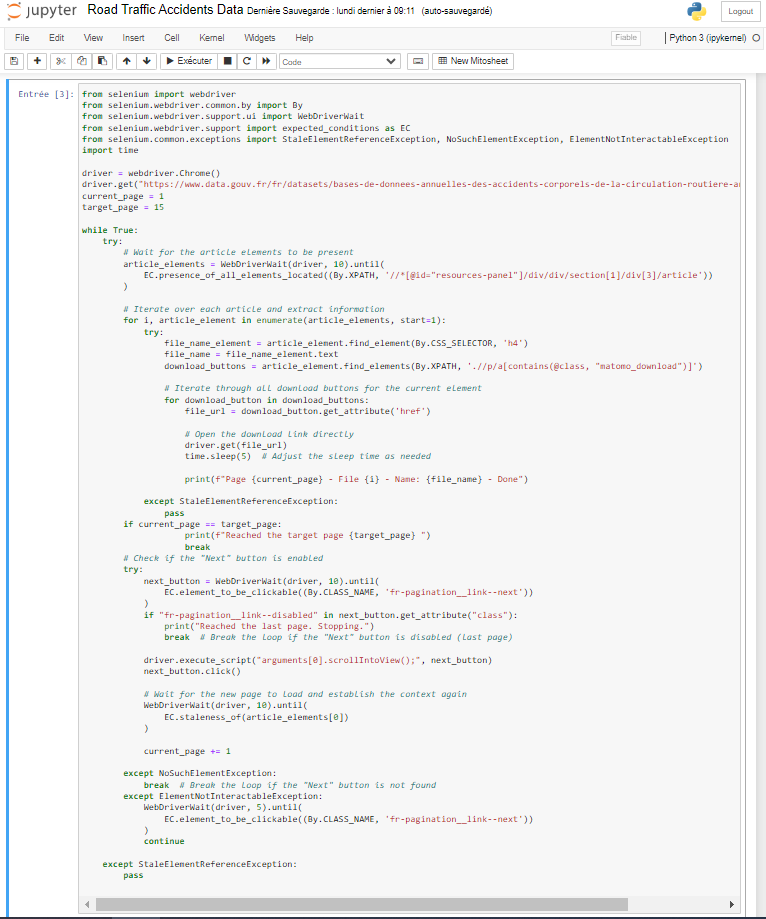 jupyter Road Traffic Accidents Data Dernière Sauvegarde : lundi dernier à 09:11 (auto-sauvegardé)
Logout
File Edit View Insert Cell Kernel Widgets Help Fiable Python 3 (ipykernel)
Exécuter Code New Mitosheet
Entrée [3]: from selenium import webdriver
from selenium.webdriver.common.by import By
from selenium.webdriver.support.ui import WebDriverWait
from selenium.webdriver.support import expected_conditions as EC
from selenium.common.exceptions import StaleElementReferenceException, NoSuchElementException, ElementNotInteractableException
import time

driver = webdriver.Chrome()
driver.get("https://www.data.gouv.fr/fr/datasets/bases-de-donnees-annuelles-des-accidents-corporels-de-la-circulation-routiere-a
current_page = 1
target_page = 15

while True:
    try:
        # Wait for the article elements to be present
        article_elements = WebDriverWait(driver, 10).until(
            EC.presence_of_all_elements_located((By.XPATH, '//*[@id="resources-panel"]/div/div/section[1]/div[3]/article'))
        )

        # Iterate over each article and extract information
        for i, article_element in enumerate(article_elements, start=1):
            try:
                file_name_element = article_element.find_element(By.CSS_SELECTOR, 'h4')
                file_name = file_name_element.text
                download_buttons = article_element.find_elements(By.XPATH, './/p/a[contains(@class, "matomo_download")]')

                # Iterate through all download buttons for the current element
                for download_button in download_buttons:
                    file_url = download_button.get_attribute('href')

                    # Open the download link directly
                    driver.get(file_url)
                    time.sleep(5)  # Adjust the sleep time as needed

                    print(f"Page {current_page} - File {i} - Name: {file_name} - Done")

            except StaleElementReferenceException:
                pass
        if current_page == target_page:
                    print(f"Reached the target page {target_page} ")
                    break
        # Check if the "Next" button is enabled
        try:
            next_button = WebDriverWait(driver, 10).until(
                EC.element_to_be_clickable((By.CLASS_NAME, 'fr-pagination__link--next'))
            )
            if "fr-pagination__link--disabled" in next_button.get_attribute("class"):
                print("Reached the last page. Stopping.")
                break  # Break the loop if the "Next" button is disabled (last page)

            driver.execute_script("arguments[0].scrollIntoView();", next_button)
            next_button.click()

            # Wait for the new page to load and establish the context again
            WebDriverWait(driver, 10).until(
                EC.staleness_of(article_elements[0])
            )

            current_page += 1

        except NoSuchElementException:
            break  # Break the loop if the "Next" button is not found
        except ElementNotInteractableException:
            WebDriverWait(driver, 5).until(
                EC.element_to_be_clickable((By.CLASS_NAME, 'fr-pagination__link--next'))
            )
            continue

    except StaleElementReferenceException:
        pass